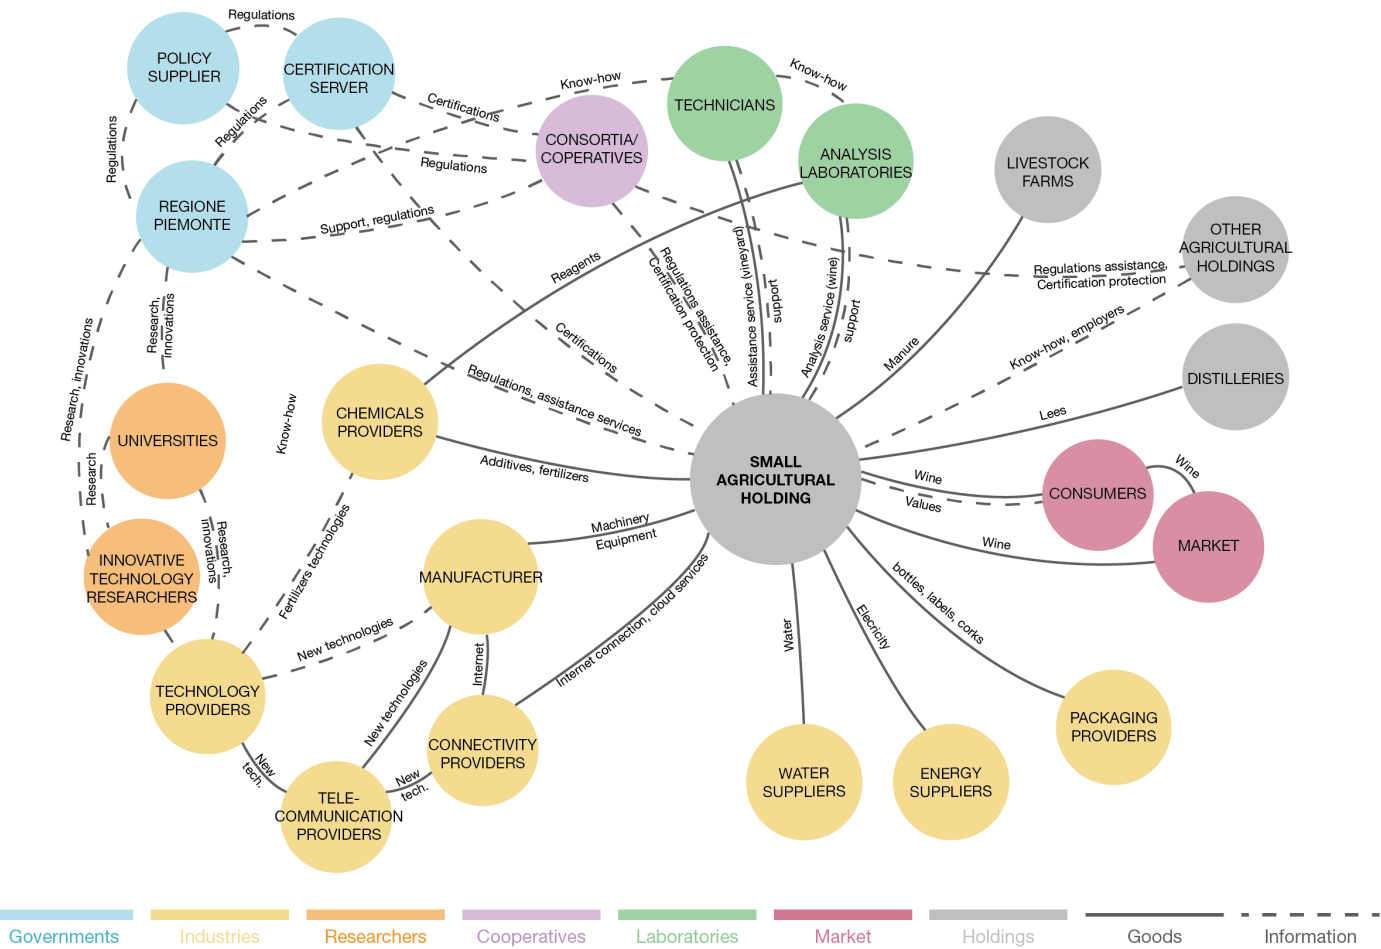 Regulations
POLICY
SUPPLIER
CERTIFICATION
SERVER
Know-how
Know-how
TECHNICIANS
Certifications
Regulations
Regulations
CONSORTIA/
COPERATIVES
ANALYSIS
LABORATORIES
LIVESTOCK
FARMS
Regulations
REGIONE
PIEMONTE
Support, regulations
OTHER
AGRICULTURAL
HOLDINGS
Reagents
Regulations assistance,
Certification protection
Assistance service (vineyard)
support
Analysis service (wine)
support
Regulations assistance,
Certification protection
Research,
innovations
Research, innovations
Certifications
Manure
Know-how, employers
DISTILLERIES
Regulations, assistance services
Know-how
CHEMICALS
PROVIDERS
Lees
UNIVERSITIES
Additives, fertilizers
SMALL
AGRICULTURAL
HOLDING
Wine
Values
CONSUMERS
Wine
Research
Research,
innovations
Fertilizers technologies
Machinery
Equipment
Wine
MARKET
INNOVATIVE
TECHNOLOGY
RESEARCHERS
MANUFACTURER
Internet connection, cloud services
bottles, labels, corks
Elecricity
Water
New technologies
Internet
New technologies
TECHNOLOGY
PROVIDERS
CONNECTIVITY
PROVIDERS
PACKAGING
PROVIDERS
New
tech.
New
tech.
TELE-
COMMUNICATION
PROVIDERS
WATER
SUPPLIERS
ENERGY
SUPPLIERS
Governments
Industries
Researchers
Cooperatives
Laboratories
Market
Holdings
Goods
Information